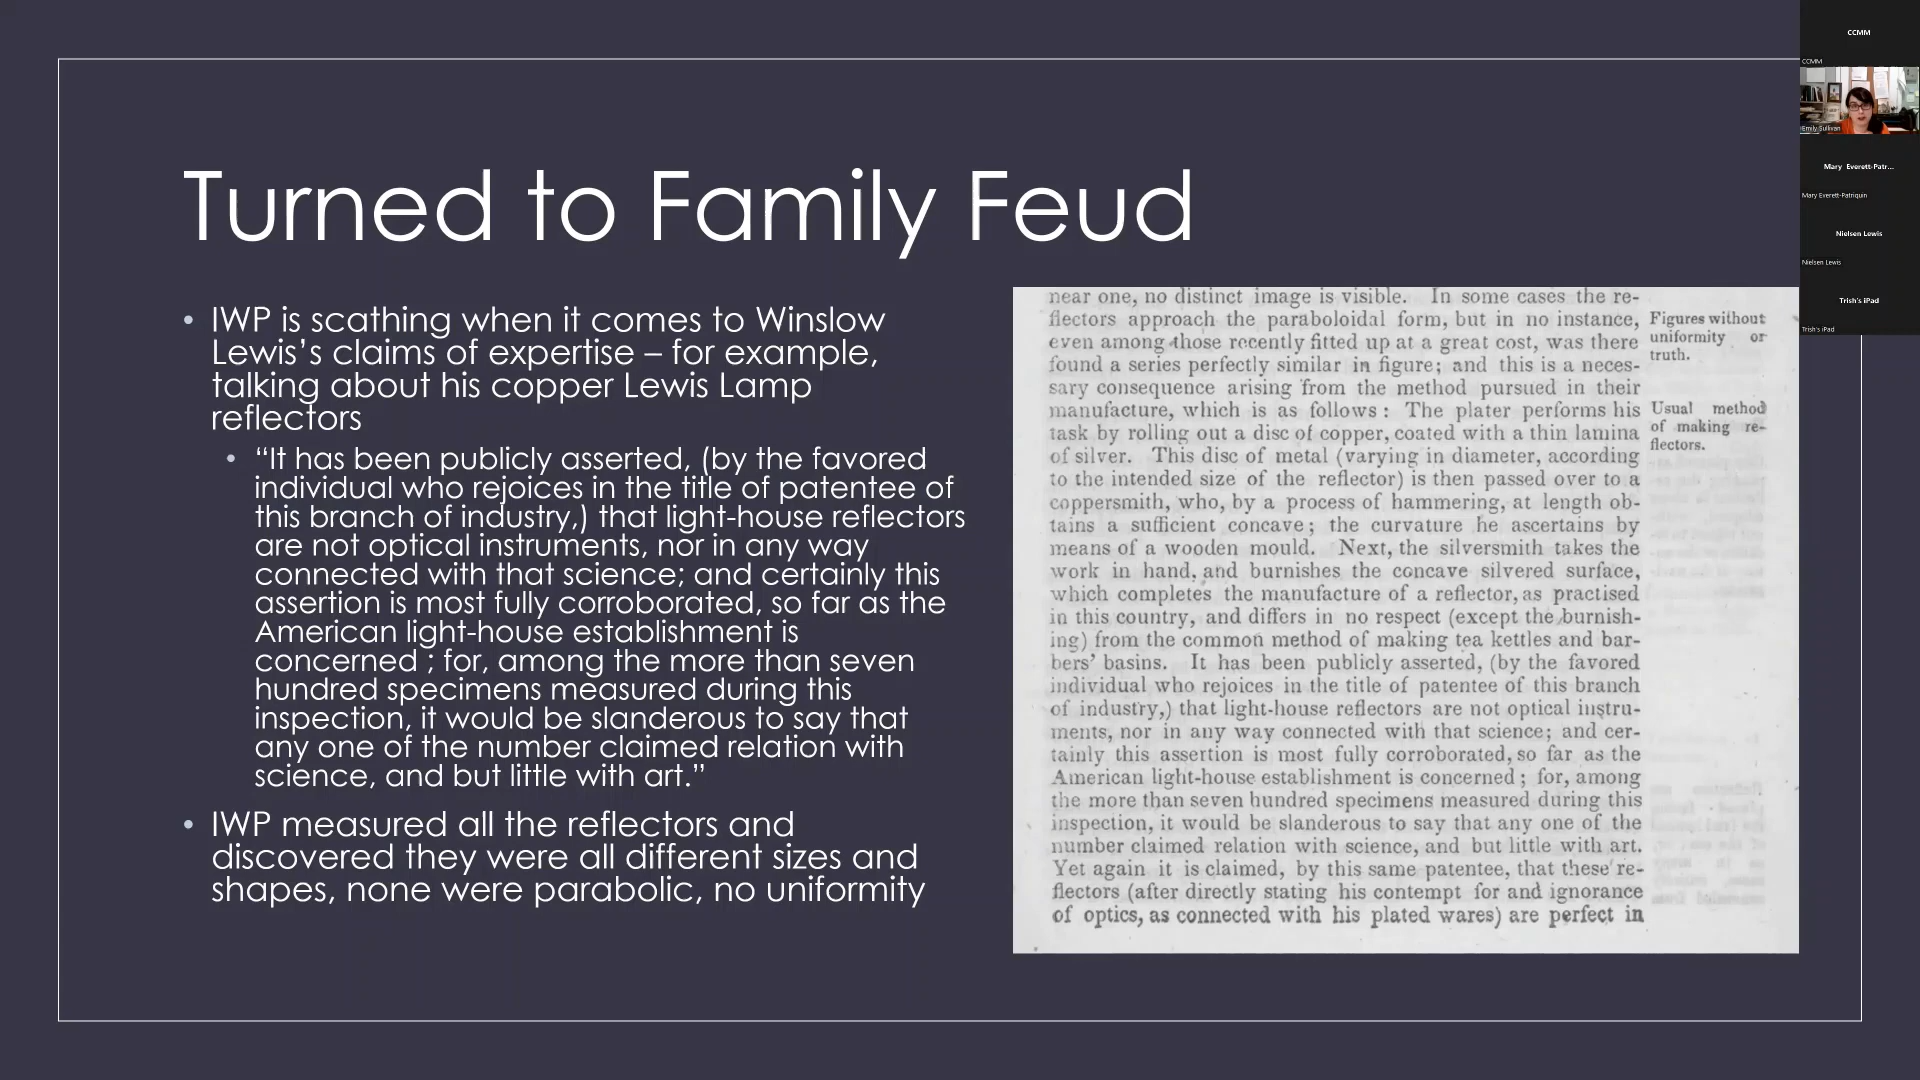 Turned to Family Feud
• IWP is scathing when it comes to Winslow
Lewis’s claims of expertise – for example,
talking about his copper Lewis Lamp
reflectors
• “It has been publicly asserted, (by the favored
individual who rejoices in the title of patentee of
this branch of industry,) that light-house reflectors
are not optical instruments, nor in any way
connected with that science; and certainly this
assertion is most fully corroborated, so far as the
American light-house establishment is
concerned ; for, among the more than seven
hundred specimens measured during this
inspection, it would be slanderous to say that
any one of the number claimed relation with
science, and but little with art.”
• IWP measured all the reflectors and
discovered they were all different sizes and
shapes, none were parabolic, no uniformity
near one, no distinct image is visible. In some cases the re-
flectors approach the paraboloidal form, but in no instance,
even among those recently fitted up at a great cost, was there
found a series perfectly similar in figure; and this is a neces-
sary consequence arising from the method pursued in their
manufacture, which is as follows: The plater performs his
task by rolling out a disc of copper, coated with a thin lamina
of silver. This disc of metal (varying in diameter, according
to the intended size of the reflector) is then passed over to a
coppersmith, who, by a process of hammering, at length ob-
tains a sufficient concave; the curvature he ascertains by
means of a wooden mould. Next, the silversmith takes the
work in hand, and burnishes the concave silvered surface,
which completes the manufacture of a reflector, as practised
in this country, and differs in no respect (except the burnish-
ing) from the common method of making tea kettles and bar-
bers’ basins. It has been publicly asserted, (by the favored
individual who rejoices in the title of patentee of this branch
of industry,) that light-house reflectors are not optical instru-
ments, nor in any way connected with that science; and cer-
tainly this assertion is most fully corroborated, so far as the
American light-house establishment is concerned; for, among
the more than seven hundred specimens measured during this
inspection, it would be slanderous to say that any one of the
number claimed relation with science, and but little with art.
Yet again it is claimed, by this same patentee, that these re-
flectors (after directly stating his contempt for and ignorance
of optics, as connected with his plated wares) are perfect in
Figures without
uniformity or
truth.
Usual method
of making re-
flectors.
CCMM
CCMM
Emily Sullivan
Mary Everett-Patr...
Mary Everett-Patriquin
Nielsen Lewis
Nielsen Lewis
Trish's iPad
Trish's iPad